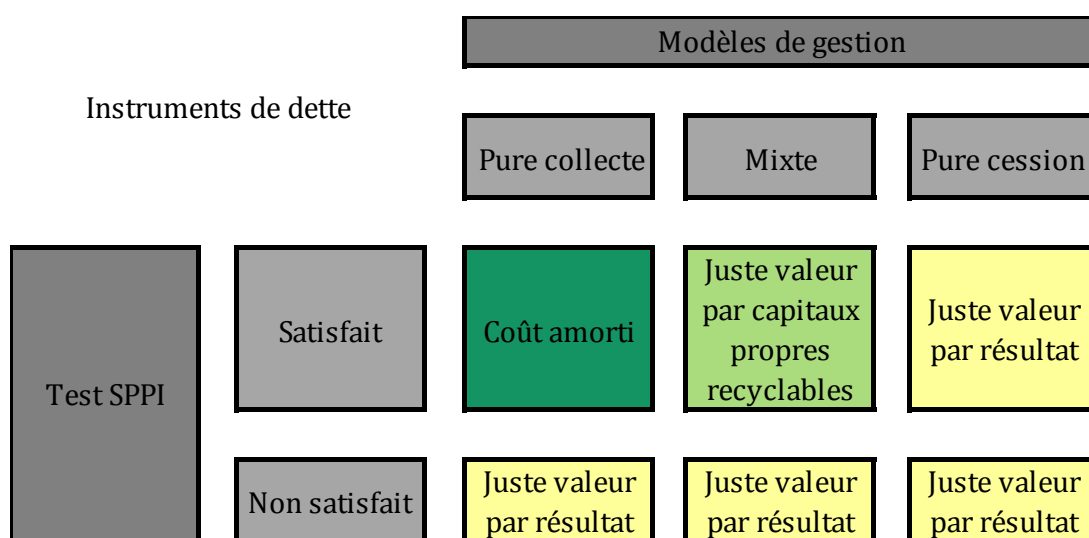 Modèles de gestion
Instruments de dette
Pure collecte
Mixte
Pure cession
Test SPPI
Satisfait
Coût amorti
Juste valeur
par capitaux
propres
recyclables
Juste valeur
par résultat
Non satisfait
Juste valeur
par résultat
Juste valeur
par résultat
Juste valeur
par résultat